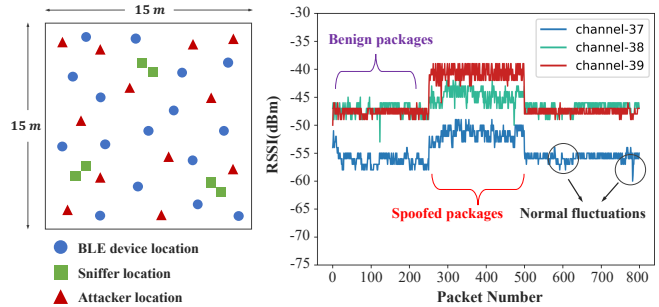 15 m
15 m
BLE device location
Sniffer location
Attacker location
RSSI(dBm)
-30
-35
-40
-45
-50
-55
-60
-65
-70
-75
Benign packages
channel-37
channel-38
channel-39
Spoofed packages
Normal fluctuations
0 100 200 300 400 500 600 700 800
Packet Number